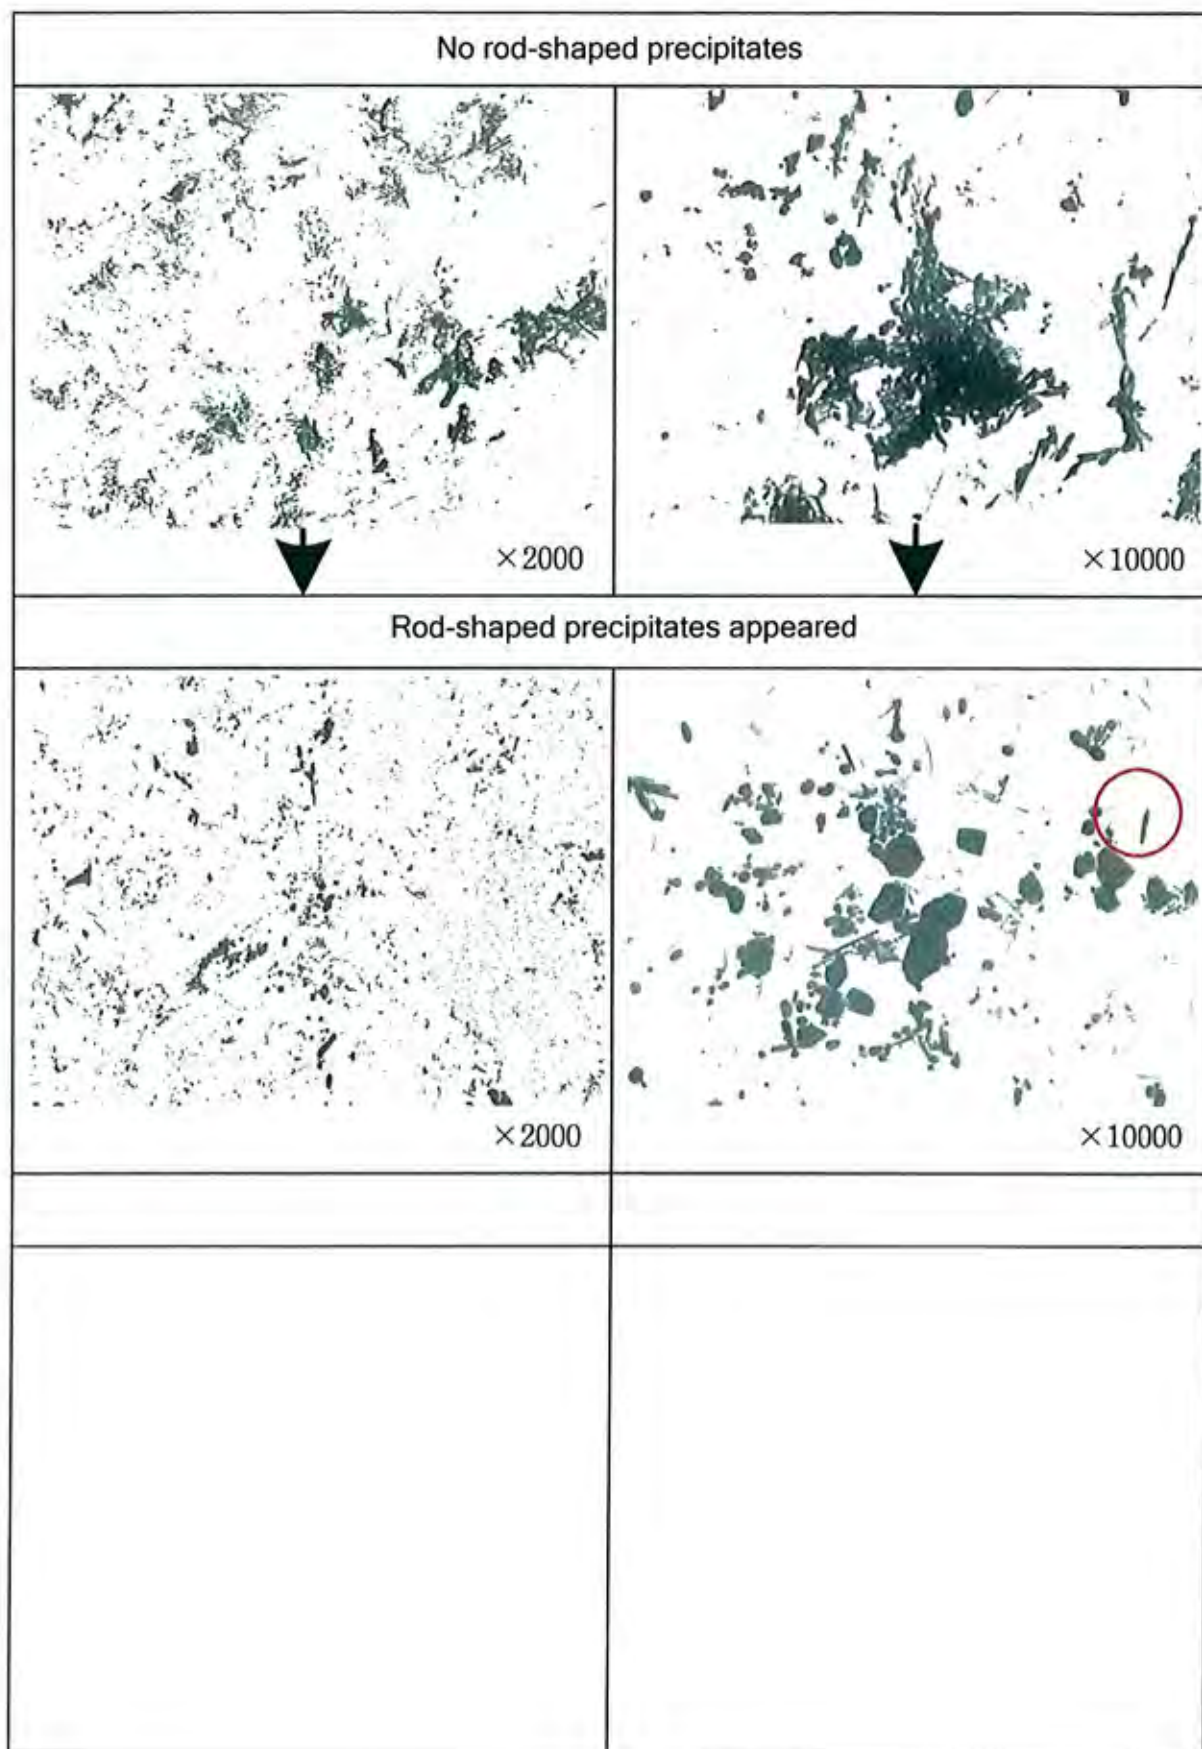 No rod-shaped precipitates
×2000
×10000
Rod-shaped precipitates appeared
×2000
×10000